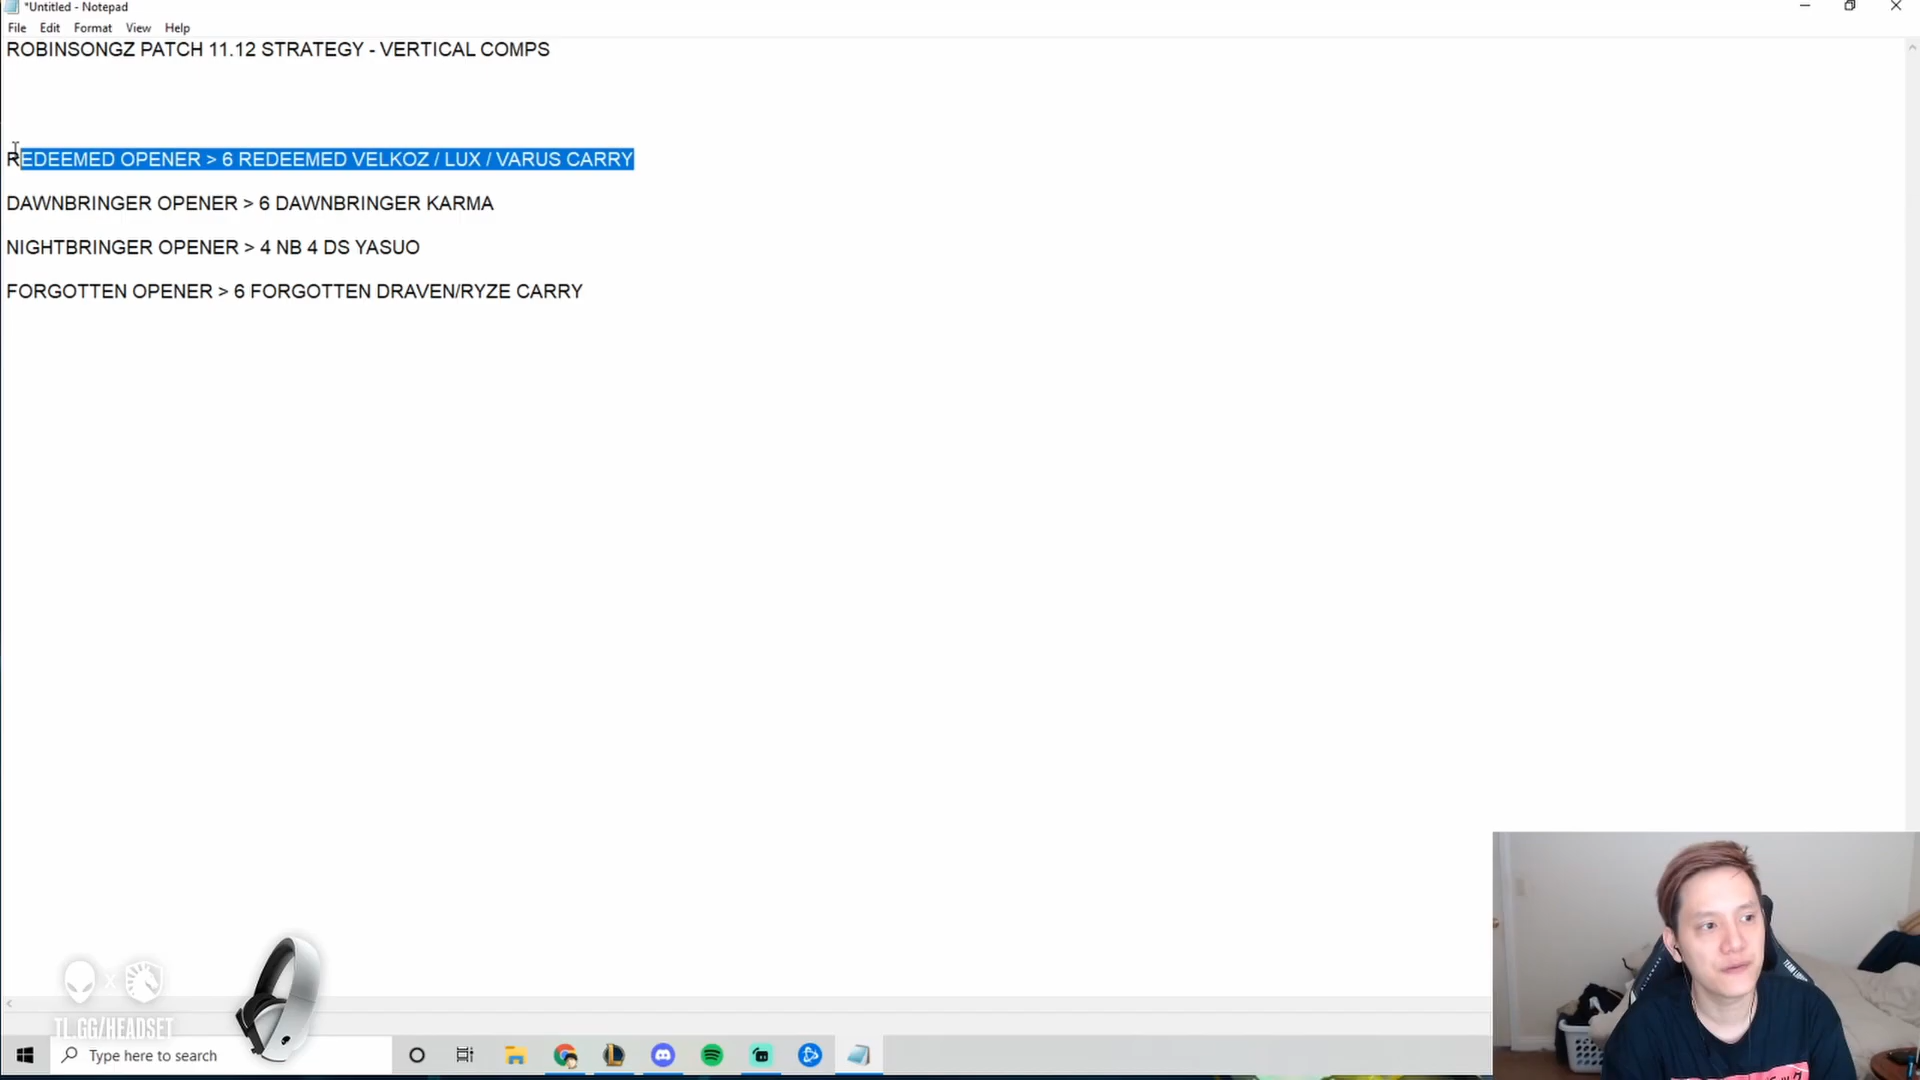 *Untitled - Notepad
File Edit Format View Help
ROBINSONGZ PATCH 11.12 STRATEGY - VERTICAL COMPS
REDEEMED OPENER > 6 REDEEMED VELKOZ / LUX / VARUS CARRY
DAWNBRINGER OPENER > 6 DAWNBRINGER KARMA
NIGHTBRINGER OPENER > 4 NB 4 DS YASUO
FORGOTTEN OPENER > 6 FORGOTTEN DRAVEN/RYZE CARRY
X
TL.GG/HEADSET
Type here to search